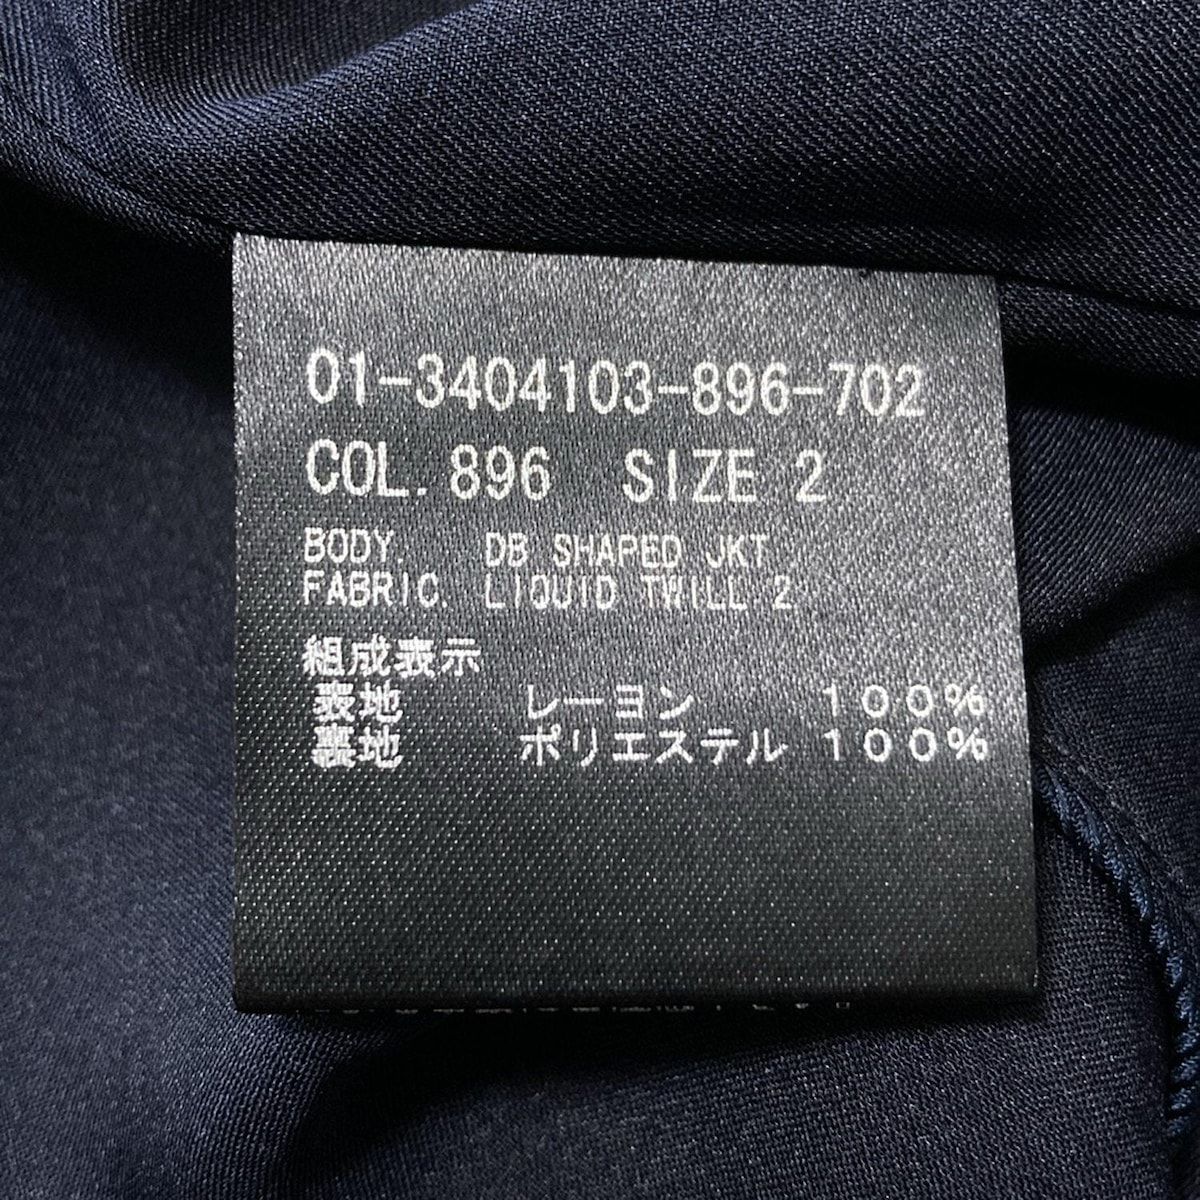 01-3404103-896-702
COL. 896 SIZE 2
BODY. DB SHAPED JKT
FABRIC. LIQUID TWILL 2
組成表示
表地 レーヨン 100%
裏地 ポリエステル 100%